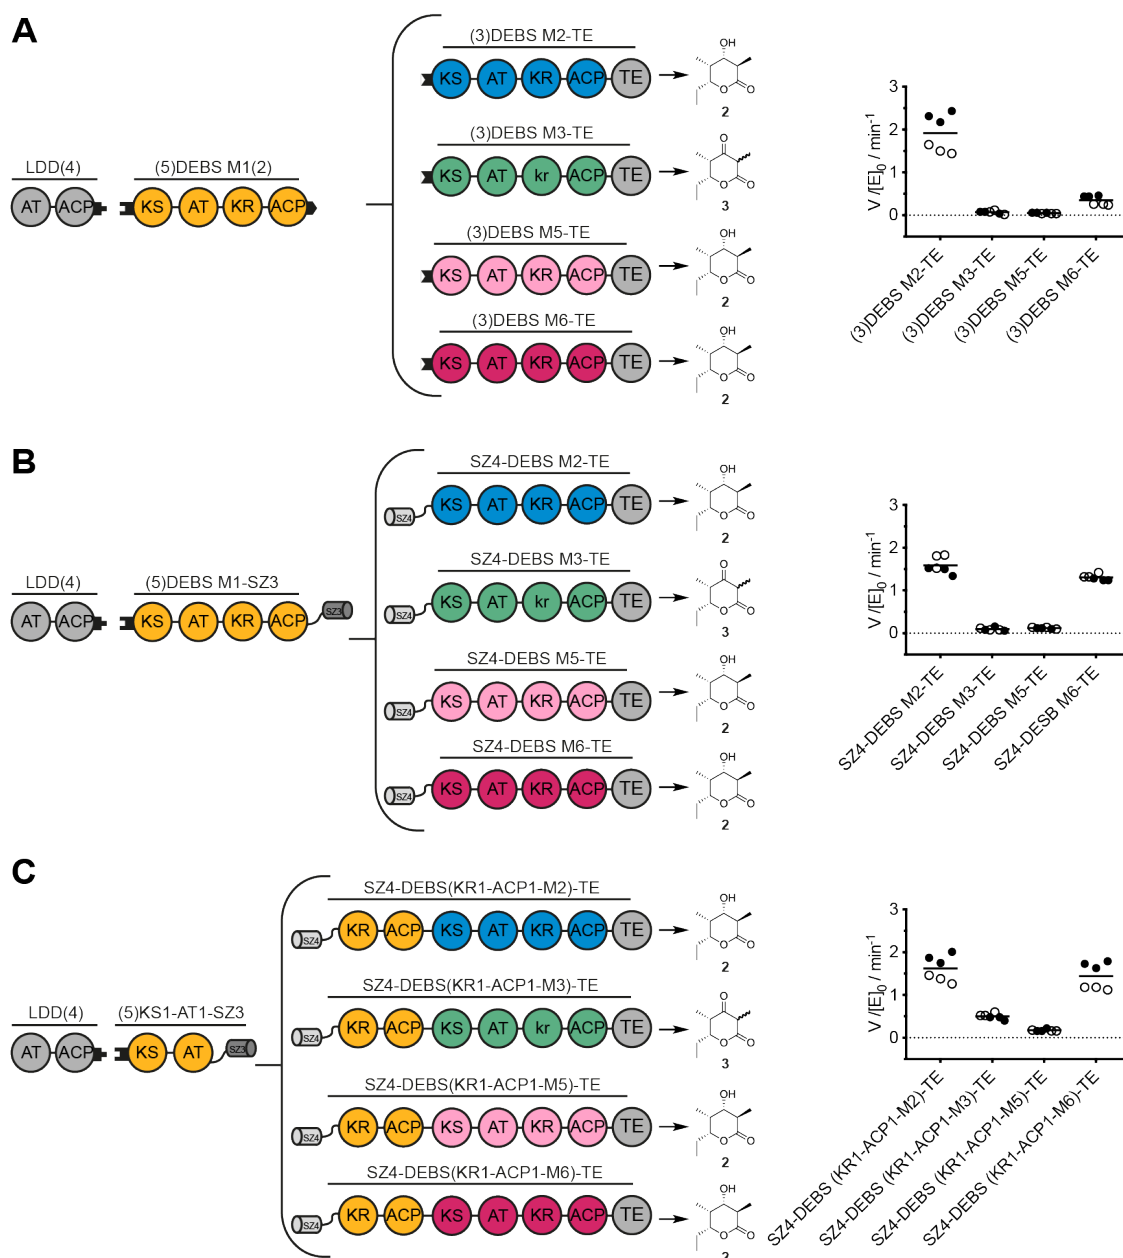 A
(3)DEBS M2-TE
KS AT KR ACP TE
OH
O
O
2
(3)DEBS M3-TE
KS AT kr ACP TE
O
O
O
3
LDD(4)
AT ACP
(5)DEBS M1(2)
KS AT KR ACP
(3)DEBS M5-TE
KS AT KR ACP TE
OH
O
O
2
(3)DEBS M6-TE
KS AT KR ACP TE
OH
O
O
2
V /[E]0 / min-1
3
2
1
0
(3)DEBS M2-TE
(3)DEBS M3-TE
(3)DEBS M5-TE
(3)DEBS M6-TE
B
SZ4-DEBS M2-TE
SZ4 KS AT KR ACP TE
OH
O
O
2
SZ4-DEBS M3-TE
SZ4 KS AT kr ACP TE
O
O
O
3
LDD(4)
AT ACP
(5)DEBS M1-SZ3
KS AT KR ACP SZ3
SZ4-DEBS M5-TE
SZ4 KS AT KR ACP TE
OH
O
O
2
SZ4-DEBS M6-TE
SZ4 KS AT KR ACP TE
OH
O
O
2
V /[E]0 / min-1
3
2
1
0
SZ4-DEBS M2-TE
SZ4-DEBS M3-TE
SZ4-DEBS M5-TE
SZ4-DESB M6-TE
C
SZ4-DEBS(KR1-ACP1-M2)-TE
SZ4 KR ACP KS AT KR ACP TE
OH
O
O
2
SZ4-DEBS(KR1-ACP1-M3)-TE
SZ4 KR ACP KS AT kr ACP TE
O
O
O
3
LDD(4)
AT ACP
(5)KS1-AT1-SZ3
KS AT SZ3
SZ4-DEBS(KR1-ACP1-M5)-TE
SZ4 KR ACP KS AT KR ACP TE
OH
O
O
2
SZ4-DEBS(KR1-ACP1-M6)-TE
SZ4 KR ACP KS AT KR ACP TE
OH
O
O
2
V /[E]0 / min-1
3
2
1
0
SZ4-DEBS (KR1-ACP1-M2)-TE
SZ4-DEBS (KR1-ACP1-M3)-TE
SZ4-DEBS (KR1-ACP1-M5)-TE
SZ4-DEBS (KR1-ACP1-M6)-TE